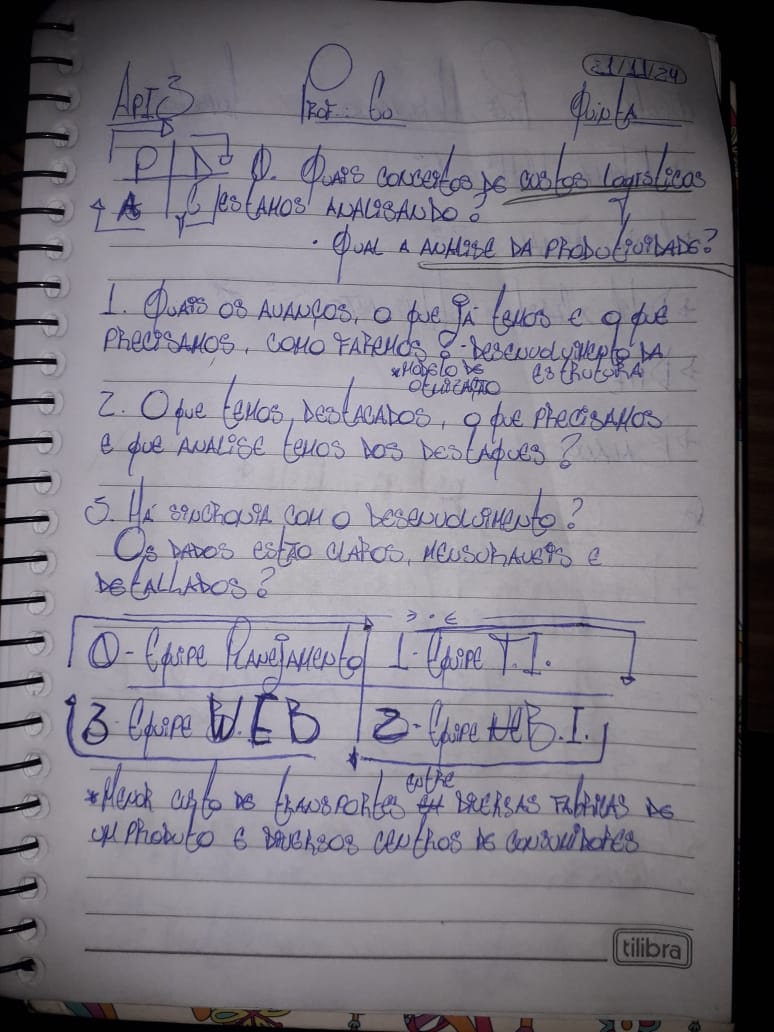 21/11/24
API 3 Prof.: Quinta
P D 0. Quais conceitos de custos logísticos
A C estamos analisando?
· Qual a análise da produtividade?
1. Quais os avanços, o que já temos e o que
precisamos, como faremos? - Desenvolvimento da
*modelo de estrutura
otimização
2. O que temos, destacados, o que precisamos
e que análise temos dos destaques?
3. Há sincronia com o desenvolvimento?
Os dados estão claros, mensuráveis e
detallados?
0- Equipe Planejamento 1- Equipe T.I.
3- Equipe WEB 2- Equipe B.I.
entre
*Menor custo de transportes diversas fábricas de
um produto e diversos centros de consumidores
tilibra